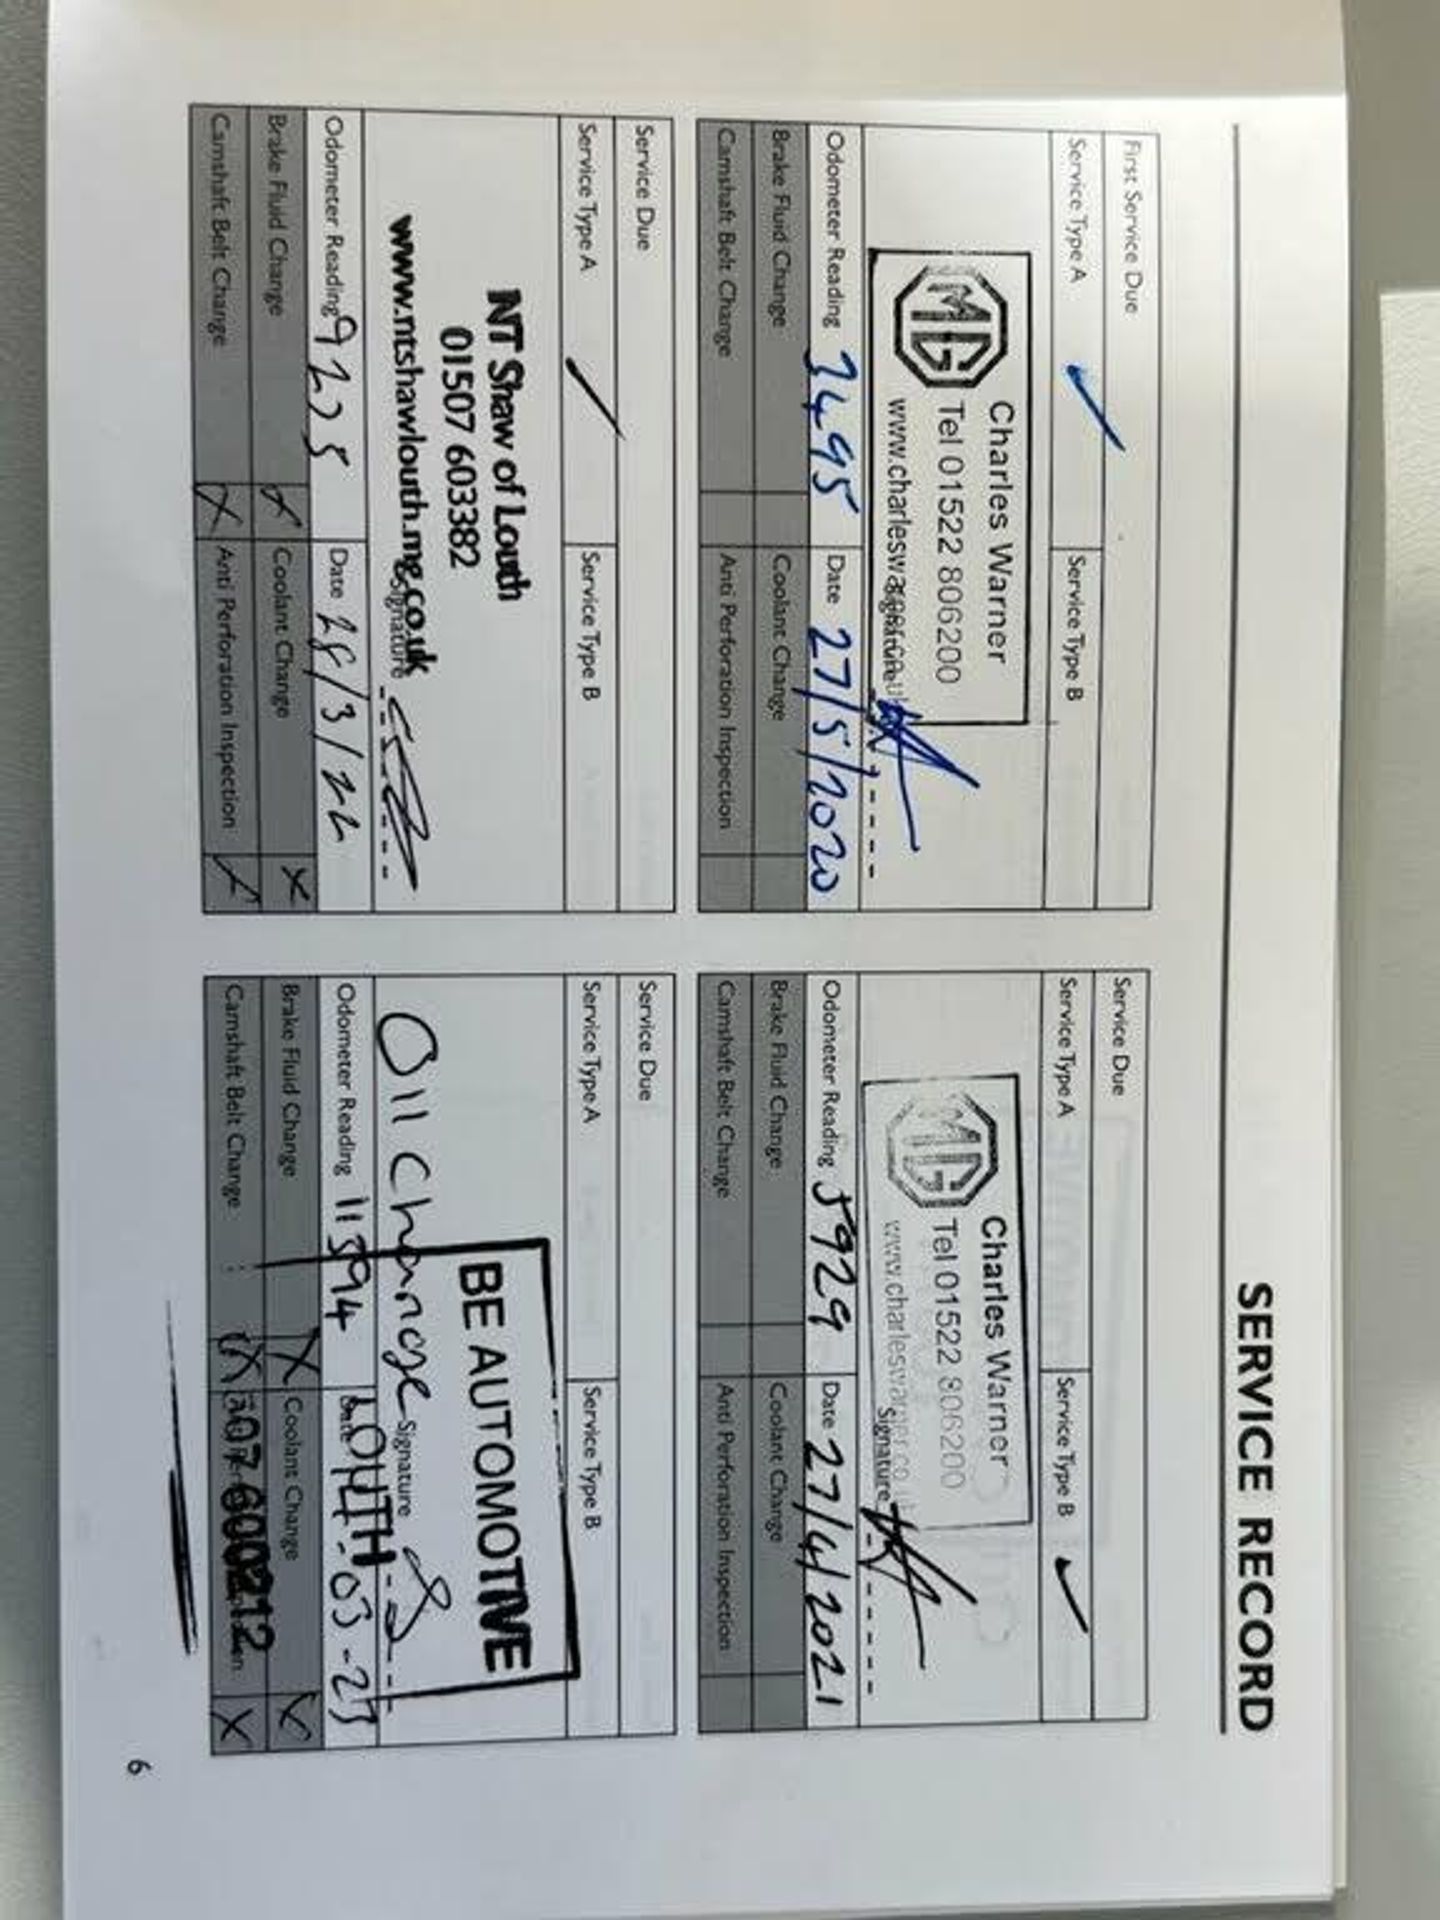 SERVICE RECORD
First Service Due
Service Type A ✓ Service Type B
MG
Charles Warner
Tel 01522 806200
Signature
Odometer Reading 3495 Date 27/5/2020
Brake Fluid Change Coolant Change
Camshaft Belt Change Anti Perforation Inspection
Service Due
Service Type A Service Type B ✓
MG
Charles Warner
Tel 01522 806200
Signature
Odometer Reading 5929 Date 27/4/2021
Brake Fluid Change Coolant Change
Camshaft Belt Change Anti Perforation Inspection
Service Due
Service Type A ✓ Service Type B
NT Shaw of Louth
01507 603382
www.ntshawlouth.mg.co.uk
Signature
Odometer Reading 9225 Date 28/3/22
Brake Fluid Change X Coolant Change X
Camshaft Belt Change X Anti Perforation Inspection ✓
Service Due
Service Type A Service Type B
BE AUTOMOTIVE
Oil Change Signature
LOUTH
Odometer Reading 11394 Date
Brake Fluid Change X Coolant Change X
Camshaft Belt Change X 600212 X
6